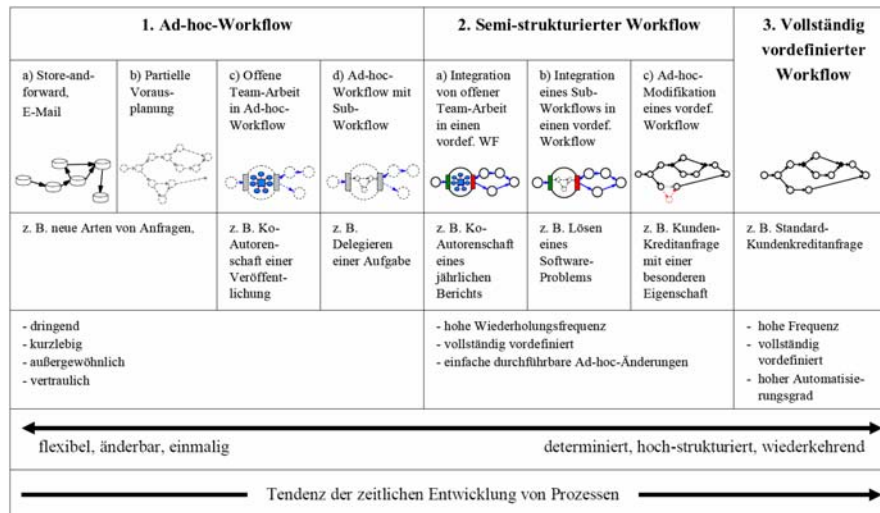 1. Ad-hoc-Workflow
2. Semi-strukturierter Workflow
3. Vollständig
vordefinierter
Workflow
a) Store-and-
forward,
E-Mail
b) Partielle
Voraus-
planung
c) Offene
Team-Arbeit
in Ad-hoc-
Workflow
d) Ad-hoc-
Workflow mit
Sub-
Workflow
a) Integration
von offener
Team-Arbeit
in einen
vordef. WF
b) Integration
eines Sub-
Workflows in
einen vordef.
Workflow
c) Ad-hoc-
Modifikation
eines vordef.
Workflow
z. B. neue Arten von Anfragen,
z. B. Ko-
Autoren-
schaft einer
Veröffent-
lichung
z. B.
Delegieren
einer Aufgabe
z. B. Ko-
Autorenschaft
eines
jährlichen
Berichts
z. B. Lösen
eines
Software-
Problems
z. B. Kunden-
Kreditanfrage
mit einer
besonderen
Eigenschaft
z. B. Standard-
Kundenkreditanfrage
- dringend
- kurzlebig
- außergewöhnlich
- vertraulich
- hohe Wiederholungsfrequenz
- vollständig vordefiniert
- einfache durchführbare Ad-hoc-Änderungen
- hohe Frequenz
- vollständig
vordefiniert
- hoher Automatisie-
rungsgrad
flexibel, änderbar, einmalig
determiniert, hoch-strukturiert, wiederkehrend
Tendenz der zeitlichen Entwicklung von Prozessen